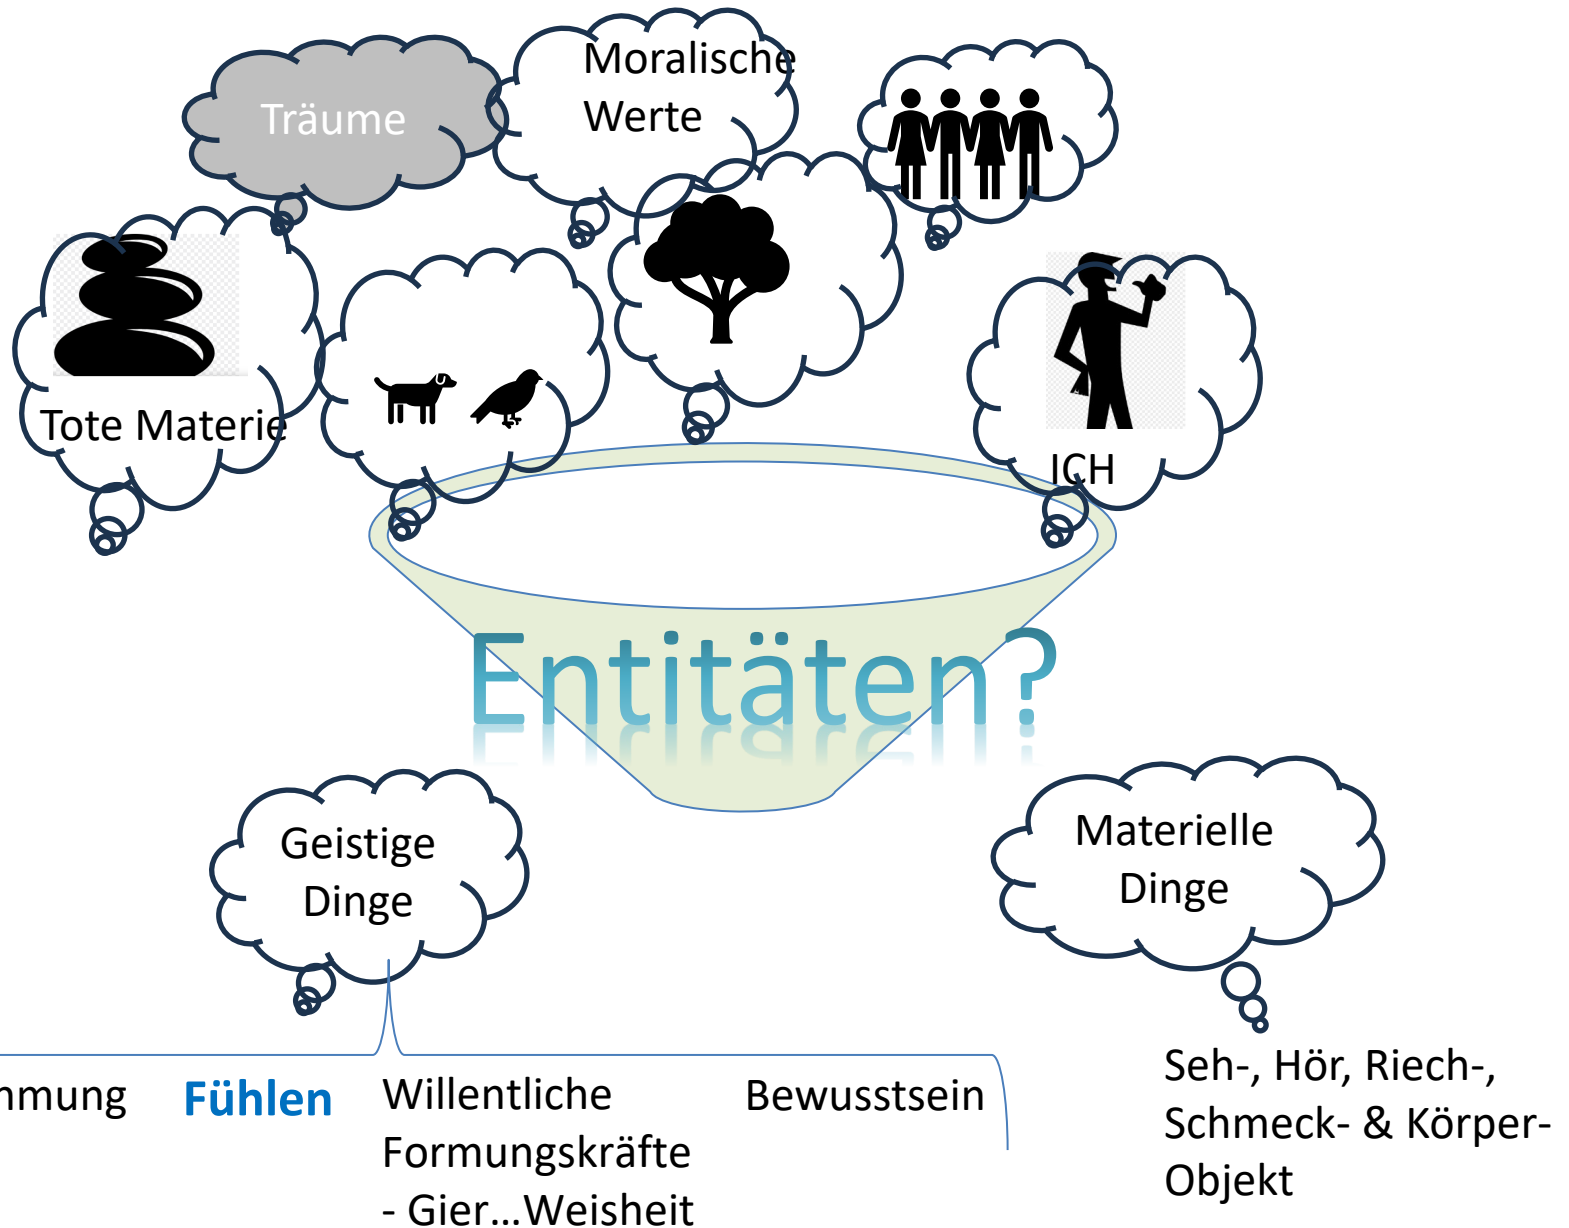 Träume
Moralische
Werte
Tote Materie
ICH
Entitäten?
Geistige
Dinge
Materielle
Dinge
Fühlen
Willentliche
Formungskräfte
- Gier...Weisheit
Bewusstsein
Seh-, Hör, Riech-,
Schmeck- & Körper-
Objekt